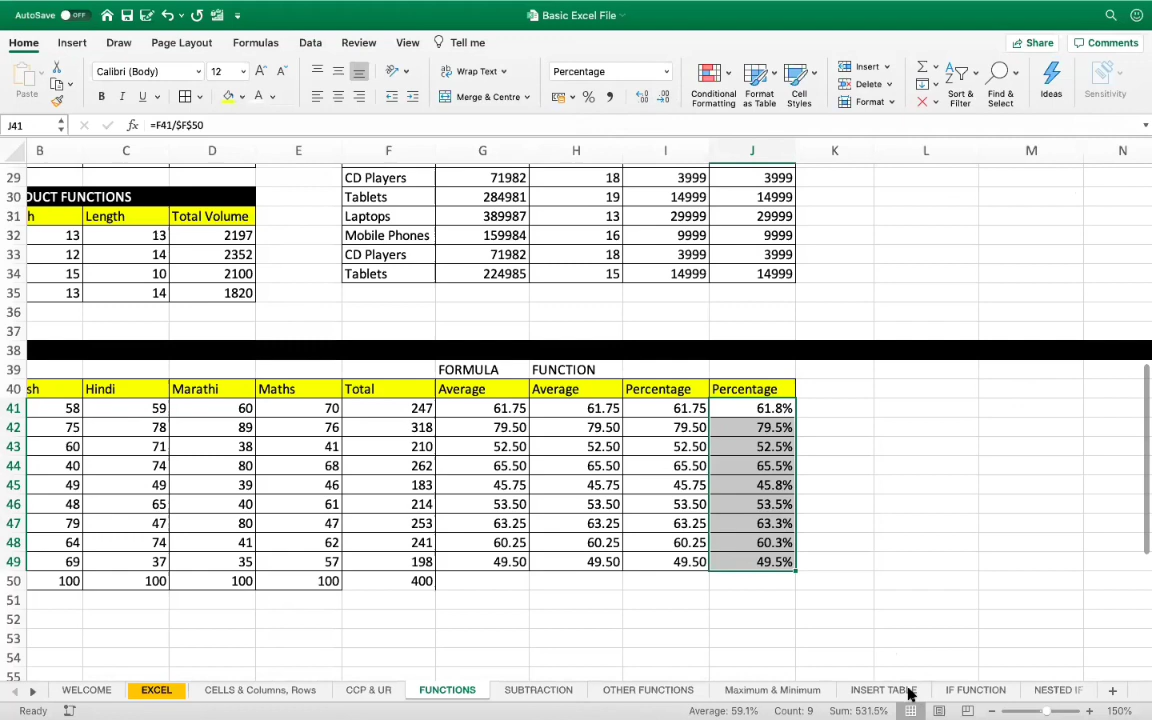 AutoSave OFF Basic Excel File
Home Insert Draw Page Layout Formulas Data Review View Tell me Share Comments
Paste Calibri (Body) 12 A A Wrap Text Percentage Insert
Conditional Formatting Format as Table Cell Styles Delete Sort & Filter Find & Select Ideas Sensitivity
B I U A Merge & Centre % Format
J41 fx =F41/$F$50
B C D E F G H I J K L M N
29 CD Players 71982 18 3999 3999
30 DUCT FUNCTIONS Tablets 284981 19 14999 14999
31 h Length Total Volume Laptops 389987 13 29999 29999
32 13 13 2197 Mobile Phones 159984 16 9999 9999
33 12 14 2352 CD Players 71982 18 3999 3999
34 15 10 2100 Tablets 224985 15 14999 14999
35 13 14 1820
36
37
38
39 FORMULA FUNCTION
40 sh Hindi Marathi Maths Total Average Average Percentage Percentage
41 58 59 60 70 247 61.75 61.75 61.75 61.8%
42 75 78 89 76 318 79.50 79.50 79.50 79.5%
43 60 71 38 41 210 52.50 52.50 52.50 52.5%
44 40 74 80 68 262 65.50 65.50 65.50 65.5%
45 49 49 39 46 183 45.75 45.75 45.75 45.8%
46 48 65 40 61 214 53.50 53.50 53.50 53.5%
47 79 47 80 47 253 63.25 63.25 63.25 63.3%
48 64 74 41 62 241 60.25 60.25 60.25 60.3%
49 69 37 35 57 198 49.50 49.50 49.50 49.5%
50 100 100 100 100 400
51
52
53
54
55
WELCOME EXCEL CELLS & Columns, Rows CCP & UR FUNCTIONS SUBTRACTION OTHER FUNCTIONS Maximum & Minimum INSERT TABLE IF FUNCTION NESTED IF +
Ready Average: 59.1% Count: 9 Sum: 531.5% 150%